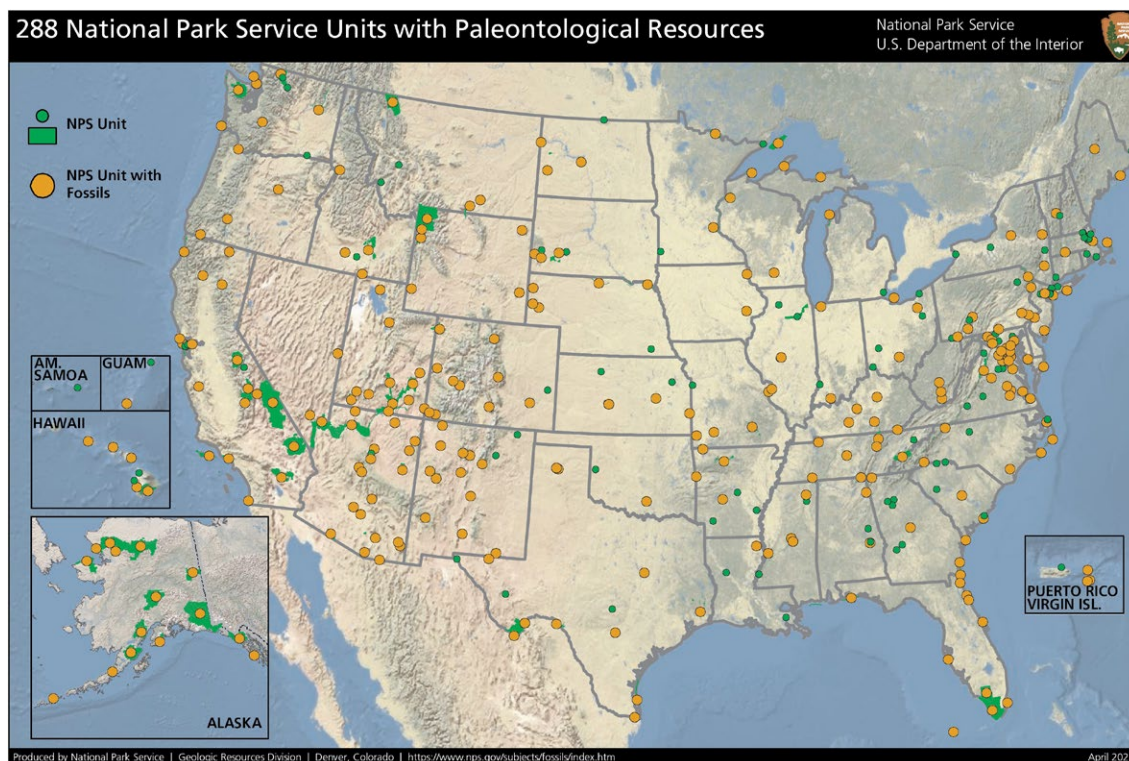 288 National Park Service Units with Paleontological Resources
National Park Service
U.S. Department of the Interior
NPS Unit
NPS Unit with
Fossils
AM.
SAMOA
GUAM
HAWAII
ALASKA
PUERTO RICO
VIRGIN ISL.
Produced by National Park Service | Geologic Resources Division | Denver, Colorado | https://www.nps.gov/subjects/fossils/index.htm
April 202